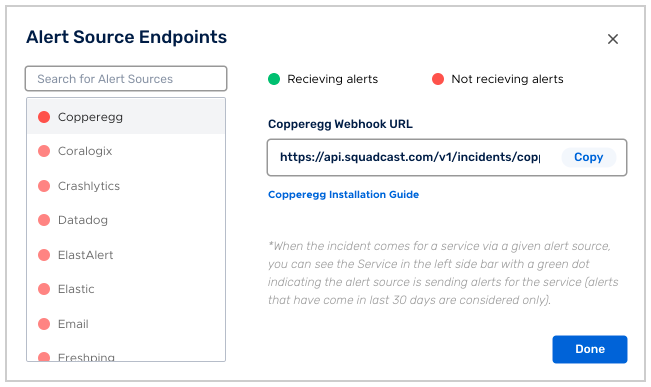 Alert Source Endpoints
Search for Alert Sources
Recieving alerts
Not recieving alerts
Copperegg
Coralogix
Crashlytics
Datadog
ElastAlert
Elastic
Email
Freshping
Copperegg Webhook URL
https://api.squadcast.com/v1/incidents/copp
Copy
Copperegg Installation Guide
*When the incident comes for a service via a given alert source,
you can see the Service in the left side bar with a green dot
indicating the alert source is sending alerts for the service (alerts
that have come in last 30 days are considered only).
Done